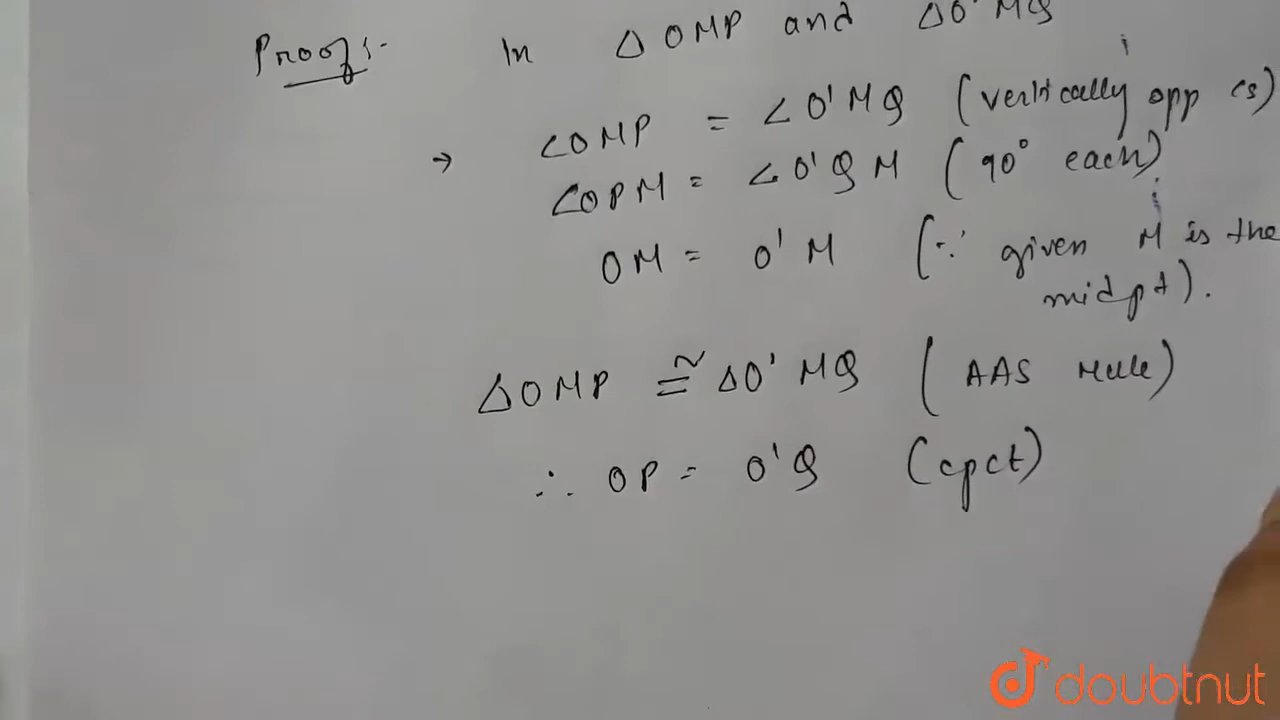 Proof :-
In △ OMP and △O'MQ
→ ∠OMP = ∠O'MQ (vertically opp ∠s)
∠OPM = ∠O'QM (90° each)
OM = O'M (∵ given M is the
midpt).
△OMP ≅ △O'MQ (AAS rule)
∴ OP = O'Q (cpct)
doubtnut